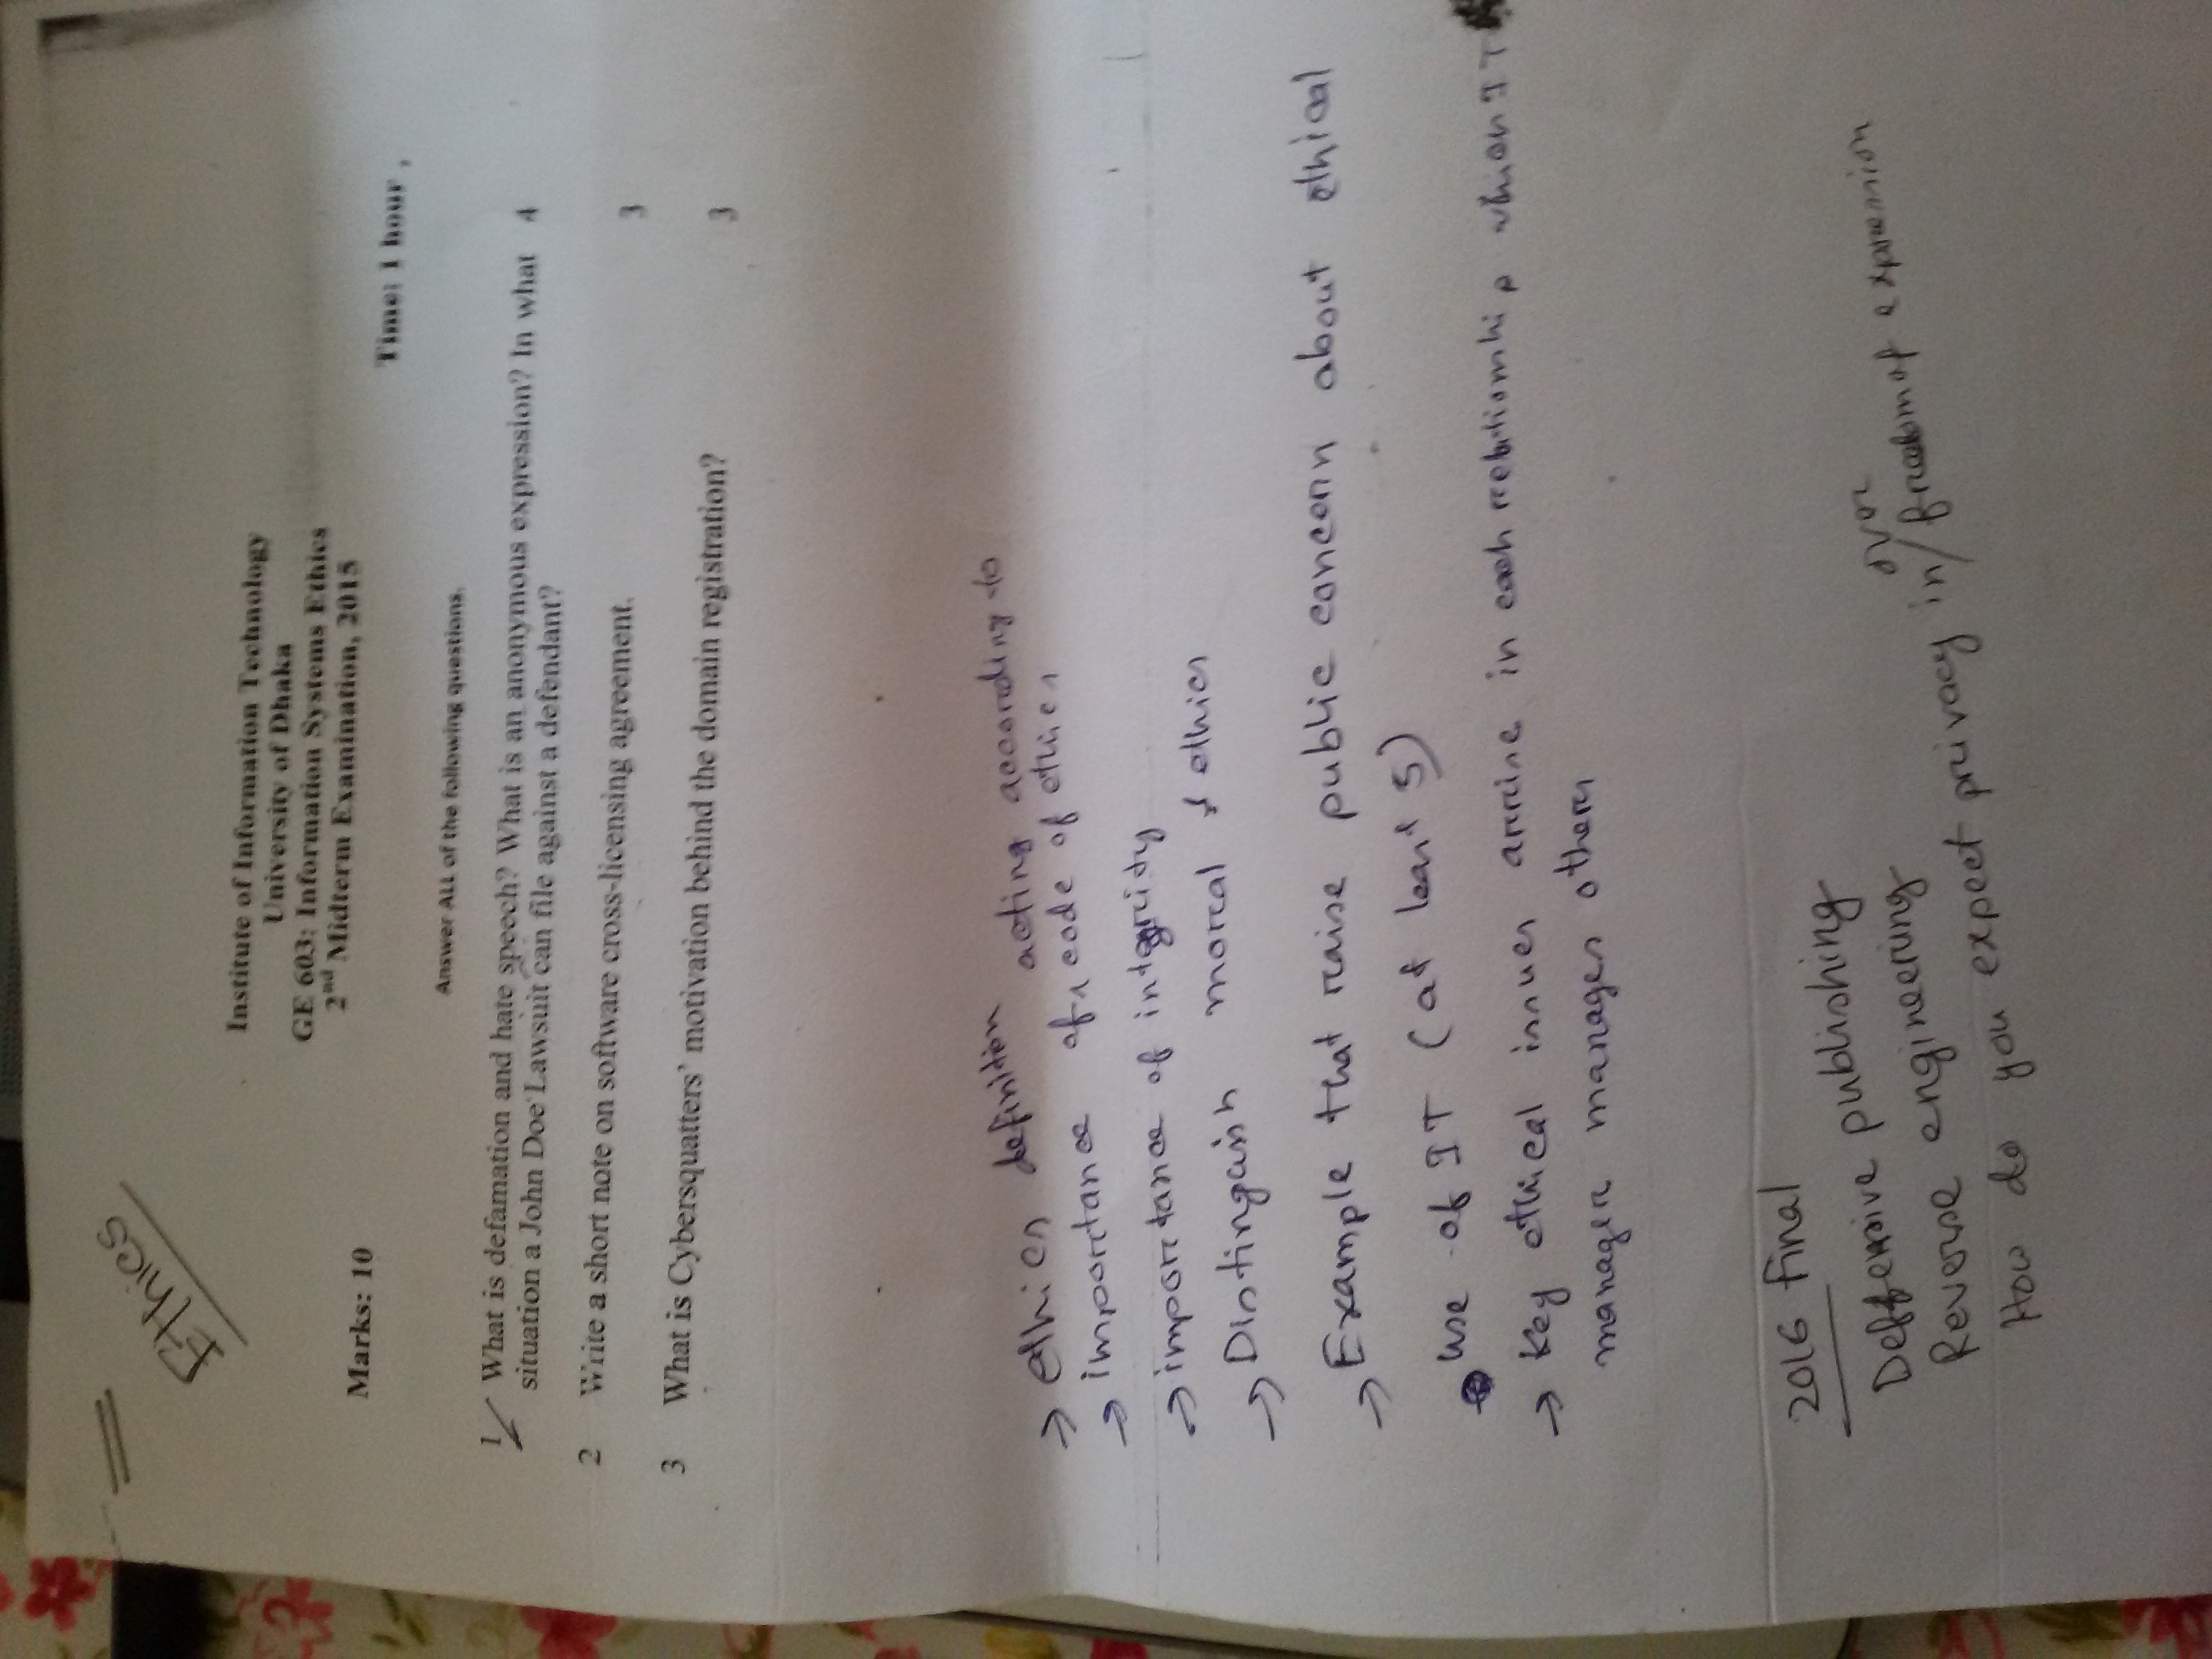 Ethics
Institute of Information Technology
University of Dhaka
GE 603: Information Systems Ethics
2nd Midterm Examination, 2015
Marks: 10
Time: 1 hour
Answer ALL of the following questions.
1 What is defamation and hate speech? What is an anonymous expression? In what 4
situation a John Doe Lawsuit can file against a defendant?
2 Write a short note on software cross-licensing agreement. 3
3 What is Cybersquatters' motivation behind the domain registration? 3
→ ethics definition
→ importance of acting according to code of ethics
→ importance of integrity
→ Distinguish moral & ethics
→ Example that raise public concern about ethical
use of IT (at least 5)
→ Key ethical issues arise in each relationship which IT
manager manages others
2016 final
Deffensive publishing
Reverse engineering
How do you expect privacy in/over freedom of expression